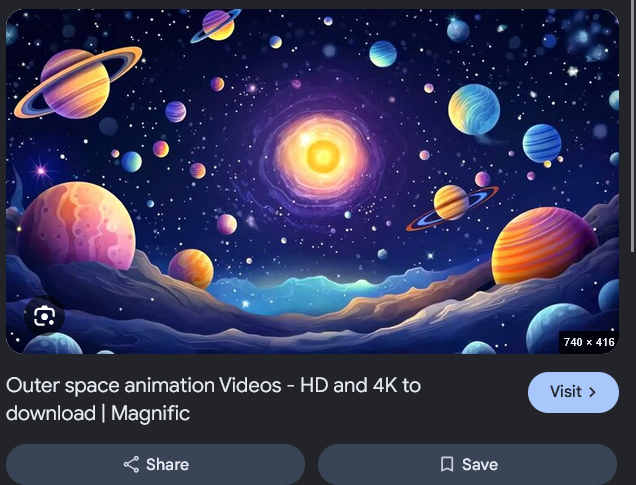 740 × 416
Outer space animation Videos - HD and 4K to
download | Magnific
Visit
Share
Save